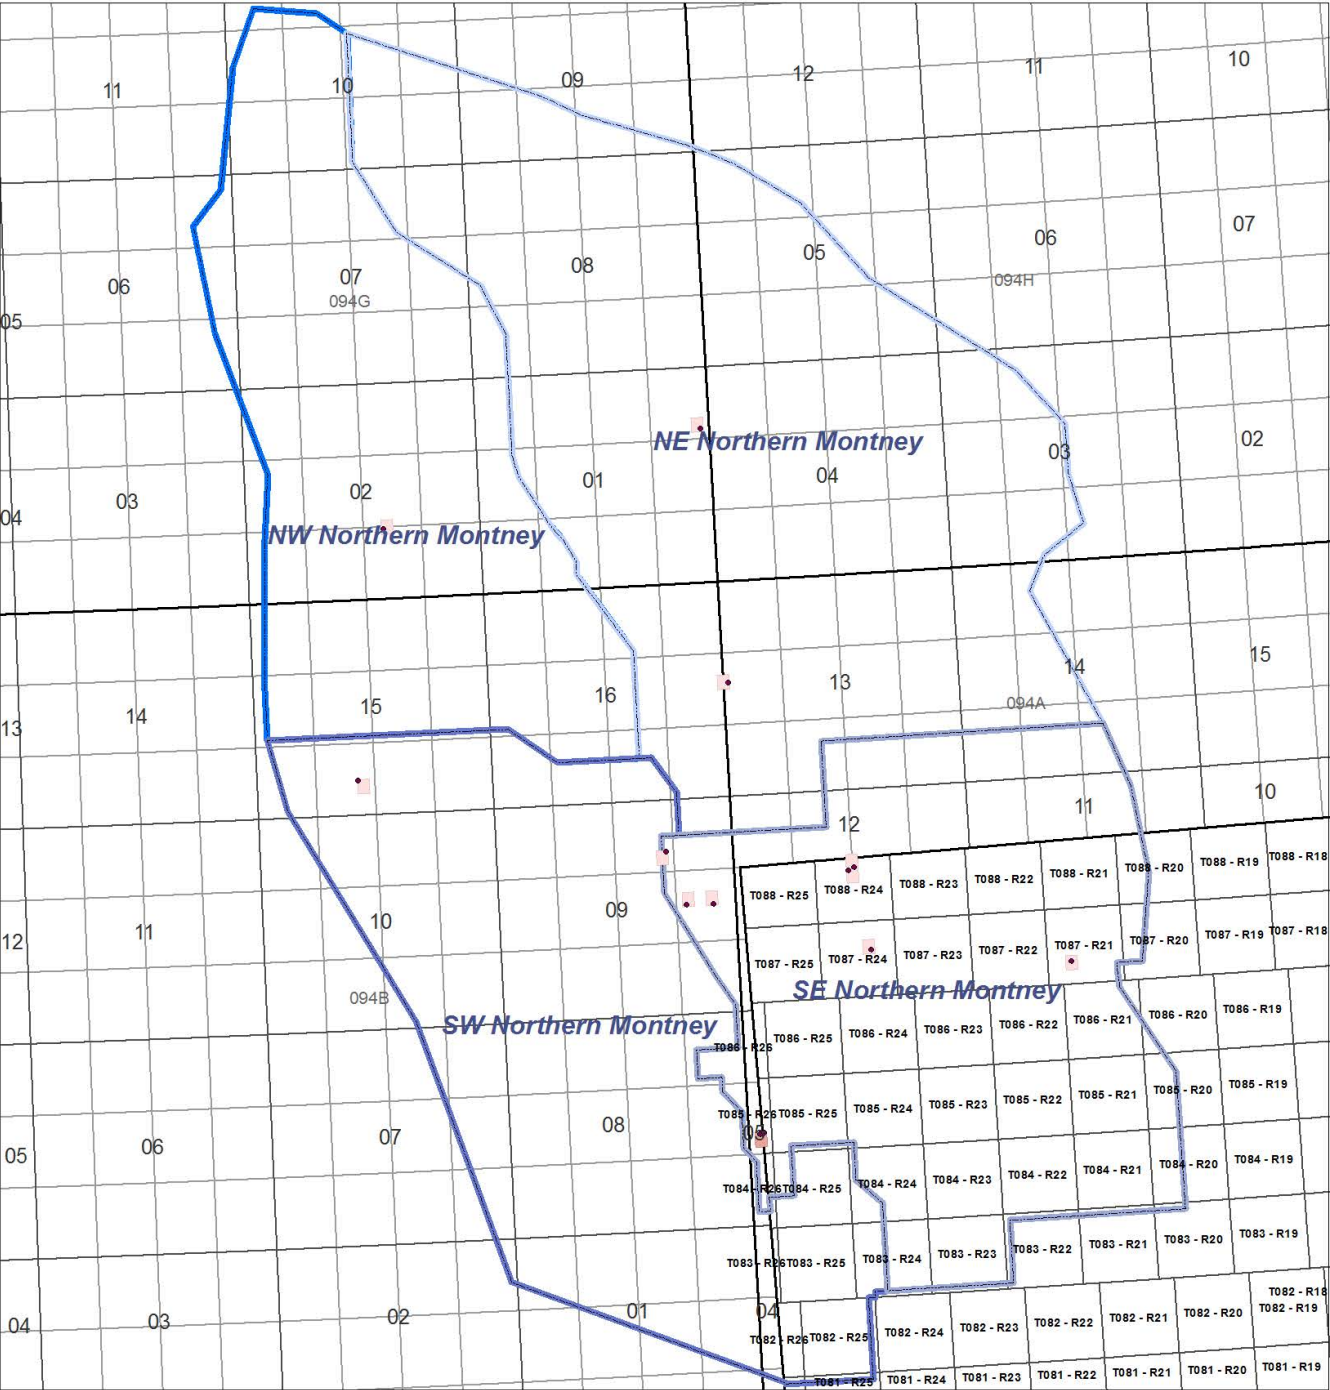 10
09
11
12
11
10
07
06
05
08
07
06
094H
094G
05
02
NE Northern Montney
03
04
01
02
03
04
NW Northern Montney
15
14
13
16
094A
15
14
13
10
11
12
T088 - R18
T088 - R19
T088 - R20
T088 - R21
T088 - R22
T088 - R23
T088 - R24
T088 - R25
09
10
11
12
T087 - R18
T087 - R19
T087 - R20
T087 - R21
T087 - R22
T087 - R23
T087 - R24
T087 - R25
SE Northern Montney
094B
SW Northern Montney
T086 - R19
T086 - R20
T086 - R21
T086 - R22
T086 - R23
T086 - R24
T086 - R25
T086 - R26
T085 - R19
T085 - R20
T085 - R21
T085 - R22
T085 - R23
T085 - R24
T085 - R25
T085 - R26
05
08
07
06
05
T084 - R19
T084 - R20
T084 - R21
T084 - R22
T084 - R23
T084 - R24
T084 - R25
T084 - R26
T083 - R19
T083 - R20
T083 - R21
T083 - R22
T083 - R23
T083 - R24
T083 - R25
T083 - R26
T082 - R18
T082 - R19
T082 - R20
T082 - R21
T082 - R22
T082 - R23
T082 - R24
T082 - R25
T082 - R26
04
01
02
03
04
T081 - R19
T081 - R20
T081 - R21
T081 - R22
T081 - R23
T081 - R24
T081 - R25